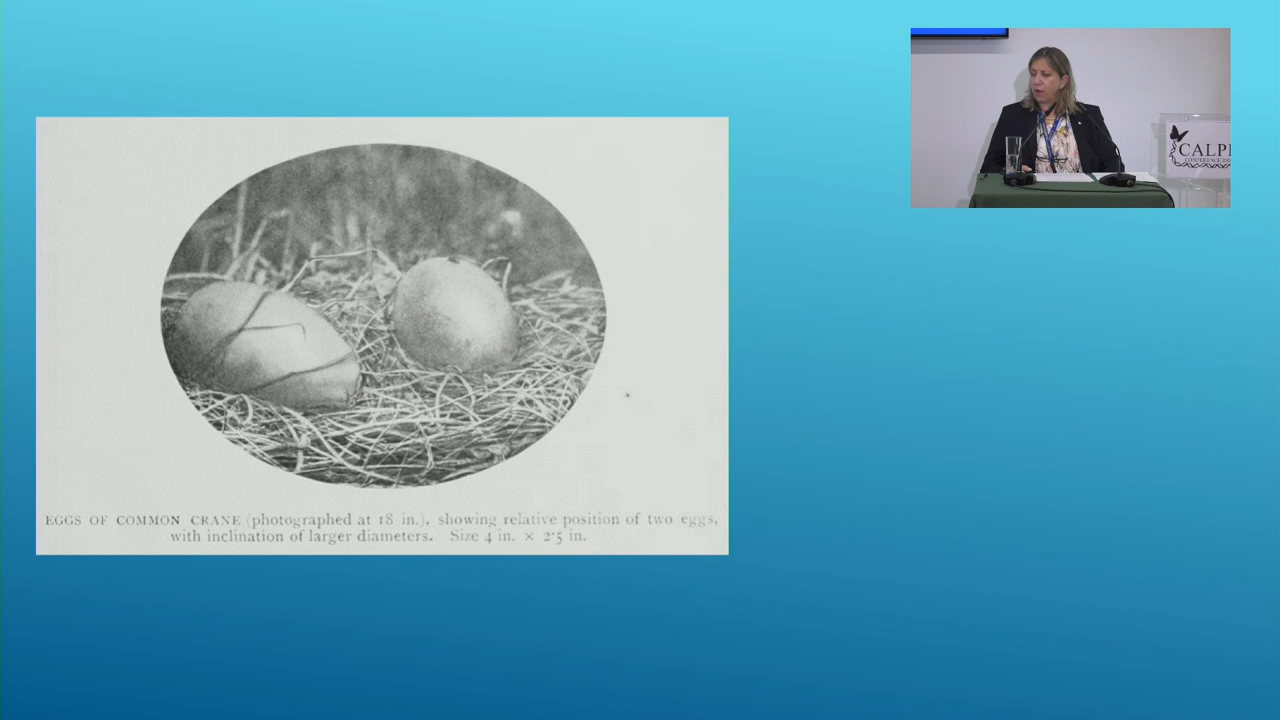 EGGS OF COMMON CRANE (photographed at 18 in.), showing relative position of two eggs,
with inclination of larger diameters. Size 4 in. × 2·5 in.
CALPE